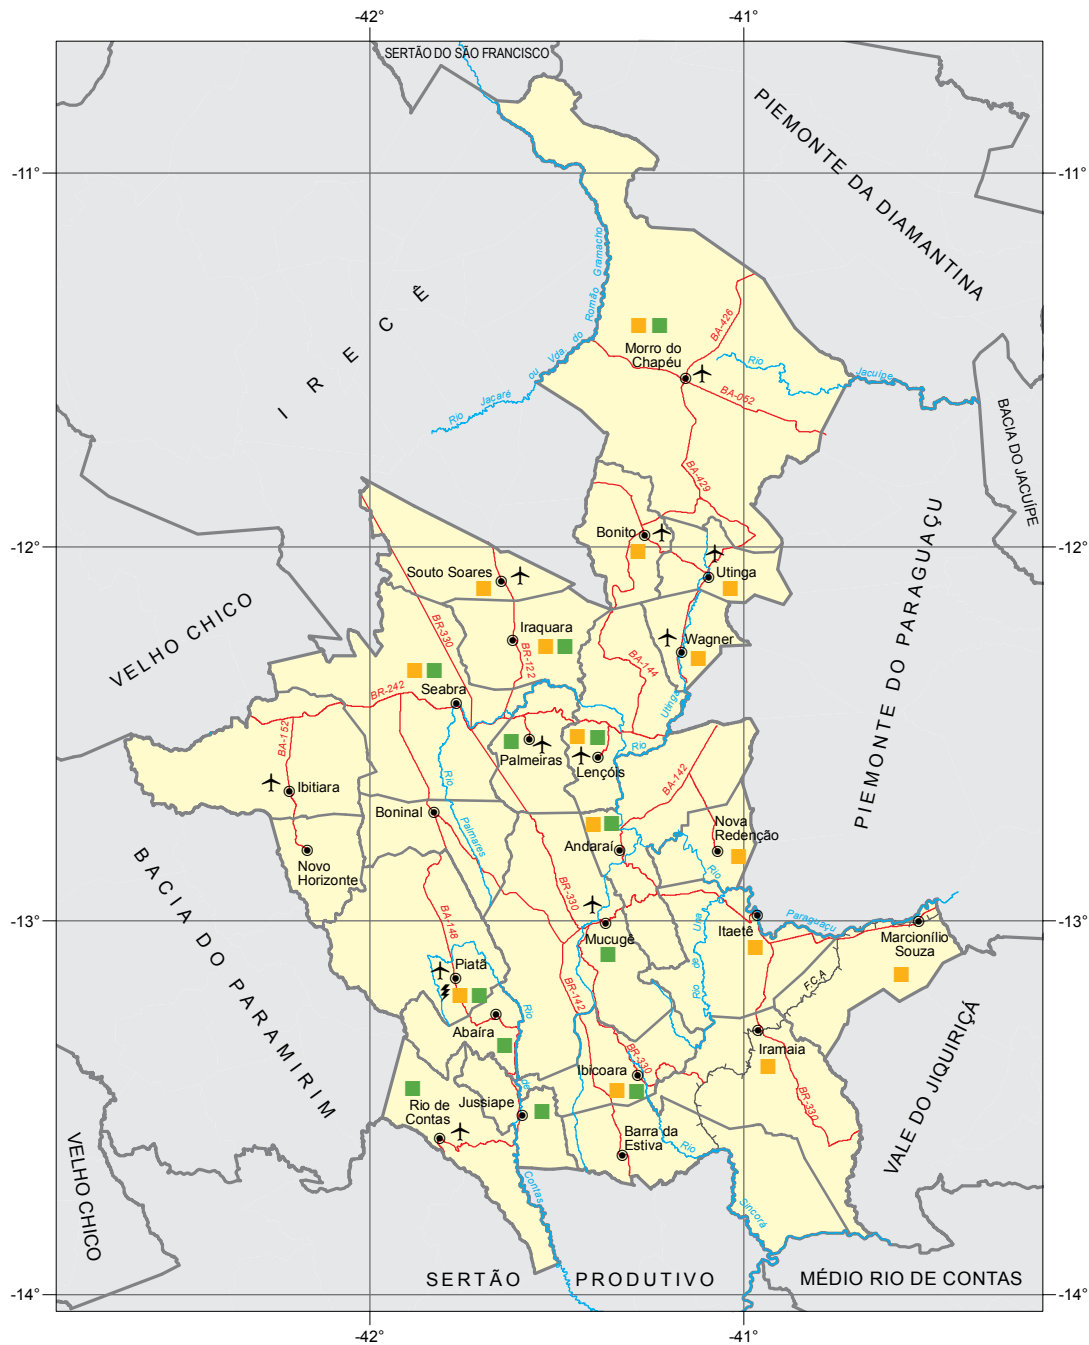 -42°
-41°
SERTÃO DO SÃO FRANCISCO
PIEMONTE DA DIAMANTINA
-11°
-11°
IRECÊ
Rio Jacaré ou Vda. do Romão Gramacho
BA-426
Morro do
Chapéu
Rio Jacuípe
BA-052
BACIA DO JACUÍPE
BA-429
PIEMONTE DO PARAGUAÇU
Bonito
-12°
-12°
Souto Soares
Utinga
VELHO CHICO
BR-330
Iraquara
BR-122
Wagner
BA-144
BR-242
Seabra
Utinga
BA-152
Rio
Palmeiras
Lençóis
Rio
BA-142
Ibitiara
Boninal
Palmares
Nova
Redenção
Andaraí
Novo
Horizonte
Rio
BACIA DO PARAMIRIM
BR-330
BA-148
-13°
-13°
Paraguaçu
Mucugê
Rio de Una
Itaetê
Marcionílio
Souza
Piatã
F.C.A
BR-142
Rio
Abaíra
Iramaia
BR-330
Ibicoara
BR-330
VALE DO JIQUIRIÇÁ
de
Rio de
Contas
Jussiape
Barra da
Estiva
Rio
VELHO CHICO
Contas
Sincorá
SERTÃO PRODUTIVO
MÉDIO RIO DE CONTAS
-14°
-14°
-42°
-41°